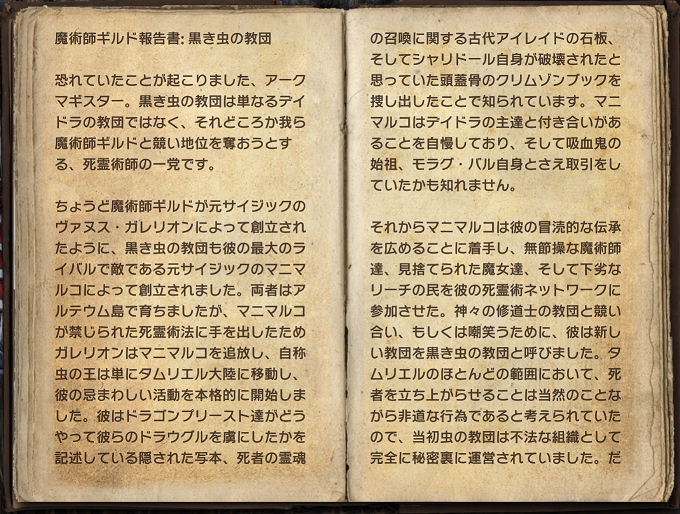 魔術師ギルド報告書: 黒き虫の教団
恐れていたことが起こりました、アーク
マギスター。黒き虫の教団は単なるデイ
ドラの教団ではなく、それどころか我ら
魔術師ギルドと競い地位を奪おうとす
る、死霊術師の一党です。
ちょうど魔術師ギルドが元サイジックの
ヴァヌス・ガレリオンによって創立され
たように、黒き虫の教団も彼の最大のラ
イバルで敵である元サイジックのマニマ
ルコによって創立されました。両者はア
ルテウム島で育ちましたが、マニマルコ
が禁じられた死霊術法に手を出したため
ガレリオンはマニマルコを追放し、自称
虫の王は単にタムリエル大陸に移動し、
彼の忌まわしい活動を本格的に開始しま
した。彼はドラゴンプリースト達がどう
やって彼らのドラウグルを虜にしたかを
記述している隠された写本、死者の霊魂
の召喚に関する古代アイレイドの石板、
そしてシャリドール自身が破壊されたと
思っていた頭蓋骨のクリムゾンブックを
捜し出したことで知られています。マニ
マルコはデイドラの主達と付き合いがあ
ることを自慢しており、そして吸血鬼の
始祖、モラグ・バル自身とさえ取引をし
ていたかも知れません。
それからマニマルコは彼の冒涜的な伝承
を広めることに着手し、無節操な魔術師
達、見捨てられた魔女達、そして下劣な
リーチの民を彼の死霊術ネットワークに
参加させた。神々の修道士の教団と競い
合い、もしくは嘲笑うために、彼は新し
い教団を黒き虫の教団と呼びました。タ
ムリエルのほとんどの範囲において、死
者を立ち上がらせることは当然のことな
がら非道な行為であると考えられていた
ので、当初虫の教団は不法な組織として
完全に秘密裏に運営されていました。だ